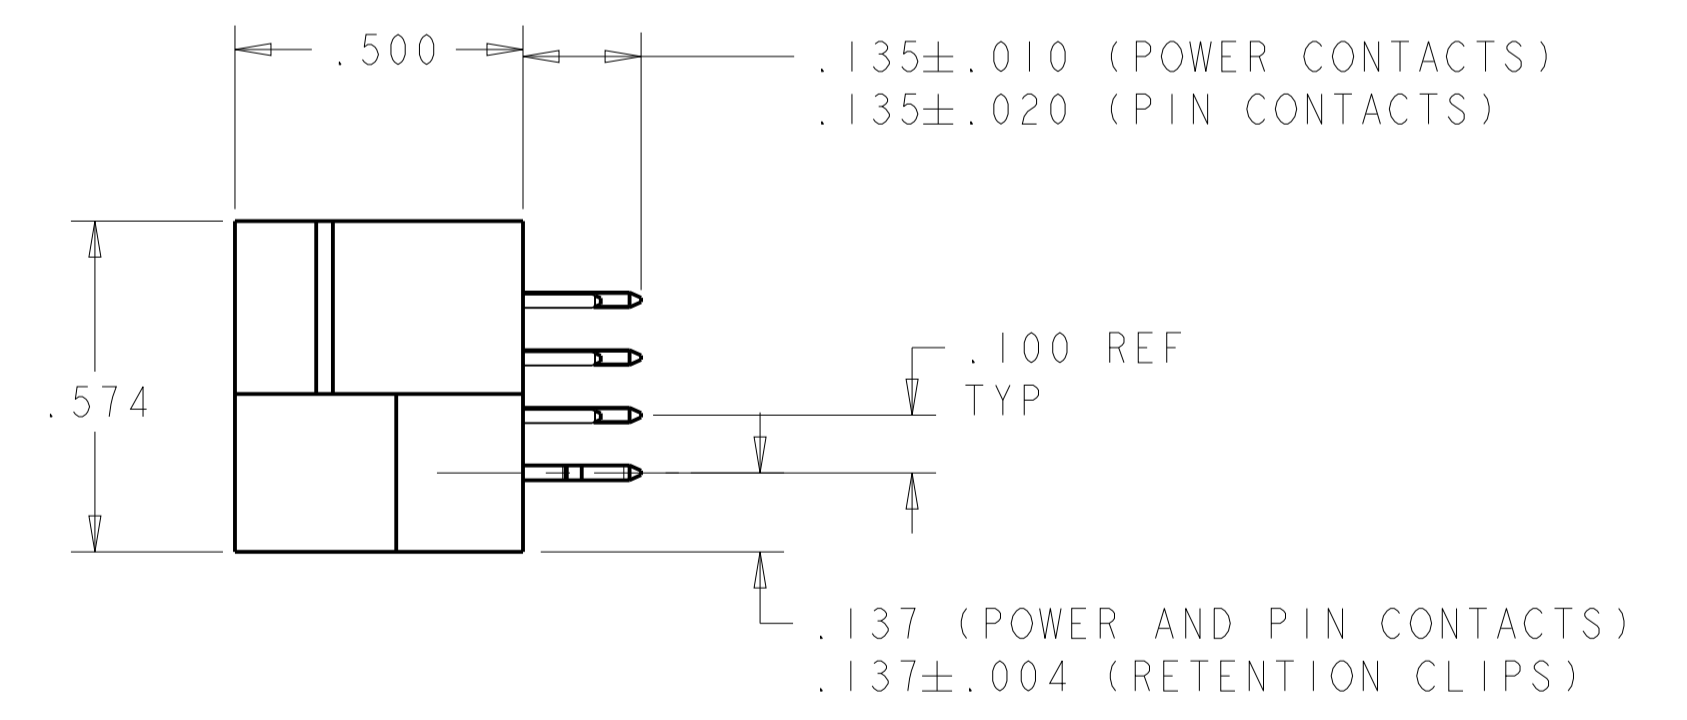 .500
.135±.010 (POWER CONTACTS)
.135±.020 (PIN CONTACTS)
.100 REF
TYP
.574
.137 (POWER AND PIN CONTACTS)
.137±.004 (RETENTION CLIPS)